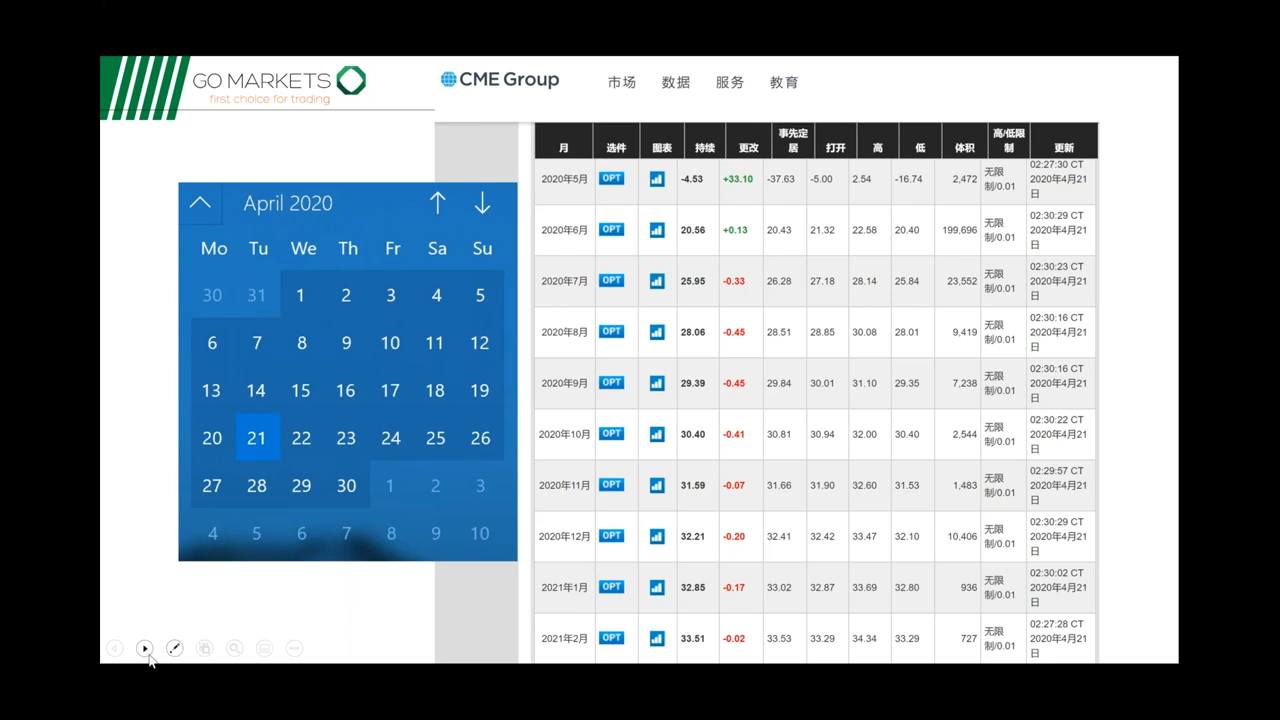 GO MARKETS
first choice for trading
CME Group
市场 数据 服务 教育
April 2020
Mo Tu We Th Fr Sa Su
30 31 1 2 3 4 5
6 7 8 9 10 11 12
13 14 15 16 17 18 19
20 21 22 23 24 25 26
27 28 29 30 1 2 3
4 5 6 7 8 9 10
月 选件 图表 持续 更改 事先定居 打开 高 低 体积 高/低限制 更新
2020年5月 OPT -4.53 +33.10 -37.63 -5.00 2.54 -16.74 2,472 无限制/0.01 02:27:30 CT 2020年4月21日
2020年6月 OPT 20.56 +0.13 20.43 21.32 22.58 20.40 199,696 无限制/0.01 02:30:29 CT 2020年4月21日
2020年7月 OPT 25.95 -0.33 26.28 27.18 28.14 25.84 23,552 无限制/0.01 02:30:23 CT 2020年4月21日
2020年8月 OPT 28.06 -0.45 28.51 28.85 30.08 28.01 9,419 无限制/0.01 02:30:16 CT 2020年4月21日
2020年9月 OPT 29.39 -0.45 29.84 30.01 31.10 29.35 7,238 无限制/0.01 02:30:16 CT 2020年4月21日
2020年10月 OPT 30.40 -0.41 30.81 30.94 32.00 30.40 2,544 无限制/0.01 02:30:22 CT 2020年4月21日
2020年11月 OPT 31.59 -0.07 31.66 31.90 32.60 31.53 1,483 无限制/0.01 02:29:57 CT 2020年4月21日
2020年12月 OPT 32.21 -0.20 32.41 32.42 33.47 32.10 10,406 无限制/0.01 02:30:29 CT 2020年4月21日
2021年1月 OPT 32.85 -0.17 33.02 32.87 33.69 32.80 936 无限制/0.01 02:30:02 CT 2020年4月21日
2021年2月 OPT 33.51 -0.02 33.53 33.29 34.34 33.29 727 无限制/0.01 02:27:28 CT 2020年4月21日